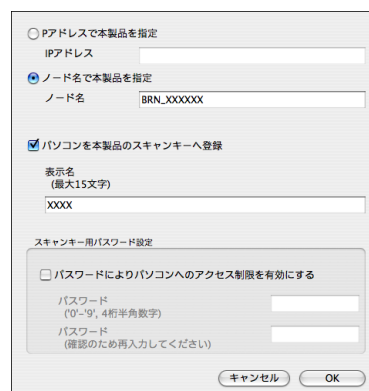 Pアドレスで本製品を指定
IPアドレス
ノード名で本製品を指定
ノード名 BRN_XXXXXX
パソコンを本製品のスキャンキーへ登録
表示名
(最大15文字)
XXXX
スキャンキー用パスワード設定
パスワードによりパソコンへのアクセス制限を有効にする
パスワード
('0'-'9', 4桁半角数字)
パスワード
(確認のため再入力してください)
キャンセル OK